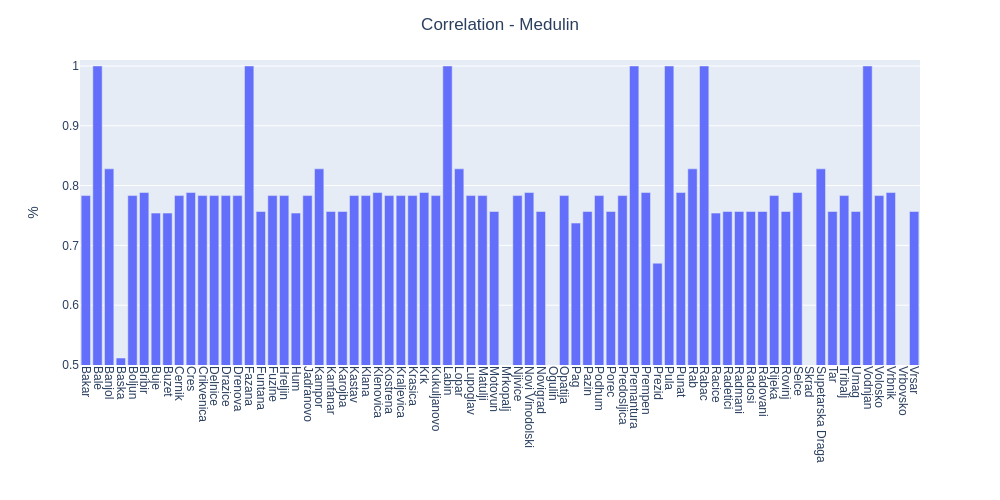 Correlation - Medulin
1
0.9
0.8
0.7
0.6
0.5
%
Bakar
Bale
Banjol
Baska
Boljun
Bribir
Buje
Buzet
Cernik
Cres
Crikvenica
Delnice
Drazice
Drenova
Fazana
Funtana
Fuzine
Hreljin
Hum
Jadranovo
Kampor
Kanfanar
Karojba
Kastav
Klana
Klenovica
Kostrena
Kraljevica
Krasica
Krk
Kukuljanovo
Labin
Lopar
Lupoglav
Matulji
Motovun
Mrkopalj
Njivice
Novi Vinodolski
Novigrad
Ogulin
Opatija
Pag
Pazin
Podhum
Porec
Predosljica
Premantura
Prempen
Prezid
Pula
Punat
Rab
Rabac
Racice
Radetici
Radmani
Radosi
Radovani
Rijeka
Rovinj
Selce
Skrad
Supetarska Draga
Tar
Tribalj
Umag
Vodnjan
Volosko
Vrbnik
Vrbovsko
Vrsar